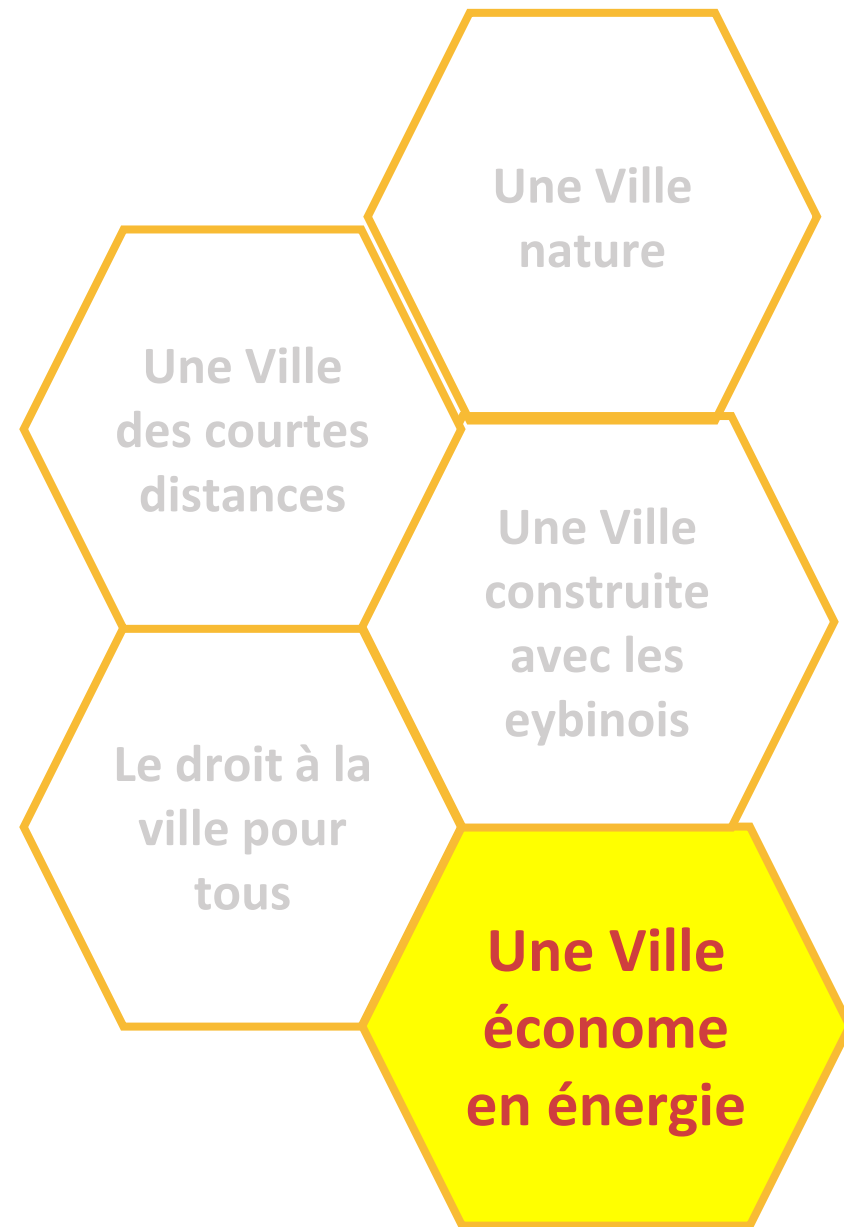 Une Ville
nature
Une Ville
des courtes
distances
Une Ville
construite
avec les
eybinois
Le droit à la
ville pour
tous
Une Ville
économe
en énergie